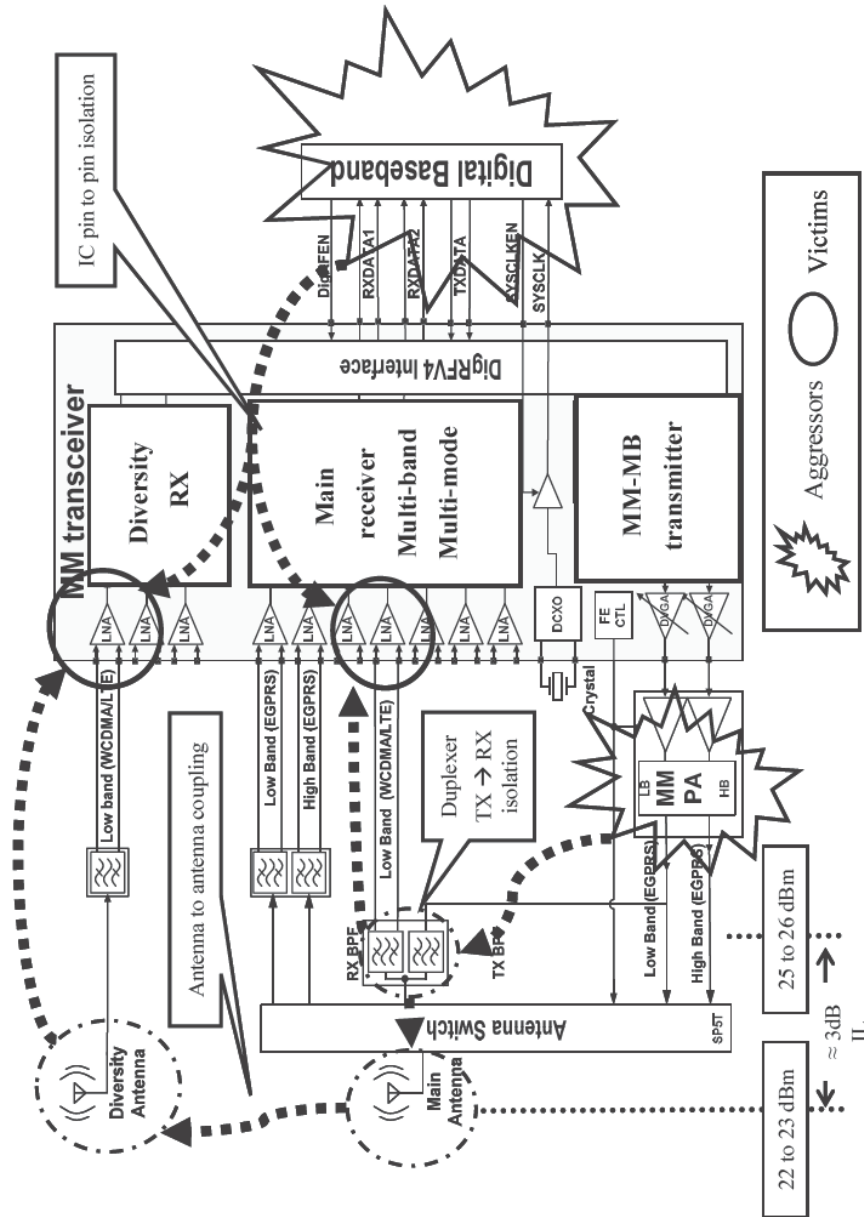 IC pin to pin isolation
MM transceiver
Diversity
RX
Main
receiver
Multi-band
Multi-mode
MM-MB
transmitter
DigRFV4 Interface
Digital Baseband
DigRFEN
RXDATA1
RXDATA2
TXDATA
SYSCLKEN
SYSCLK
LNA
LNA
LNA
LNA
LNA
LNA
LNA
LNA
LNA
LNA
DCXO
FE
CTL
DVGA
DVGA
Crystal
Low band (WCDMA/LTE)
Low Band (EGPRS)
High Band (EGPRS)
Low Band (WCDMA/LTE)
Duplexer
TX → RX
isolation
Antenna to antenna coupling
RX BPF
TX BPF
LB
MM
PA
HB
Low Band (EGPRS)
High Band (EGPRS)
Antenna Switch
SP5T
Diversity
Antenna
Main
Antenna
22 to 23 dBm
25 to 26 dBm
≈ 3dB
IL
Aggressors
Victims